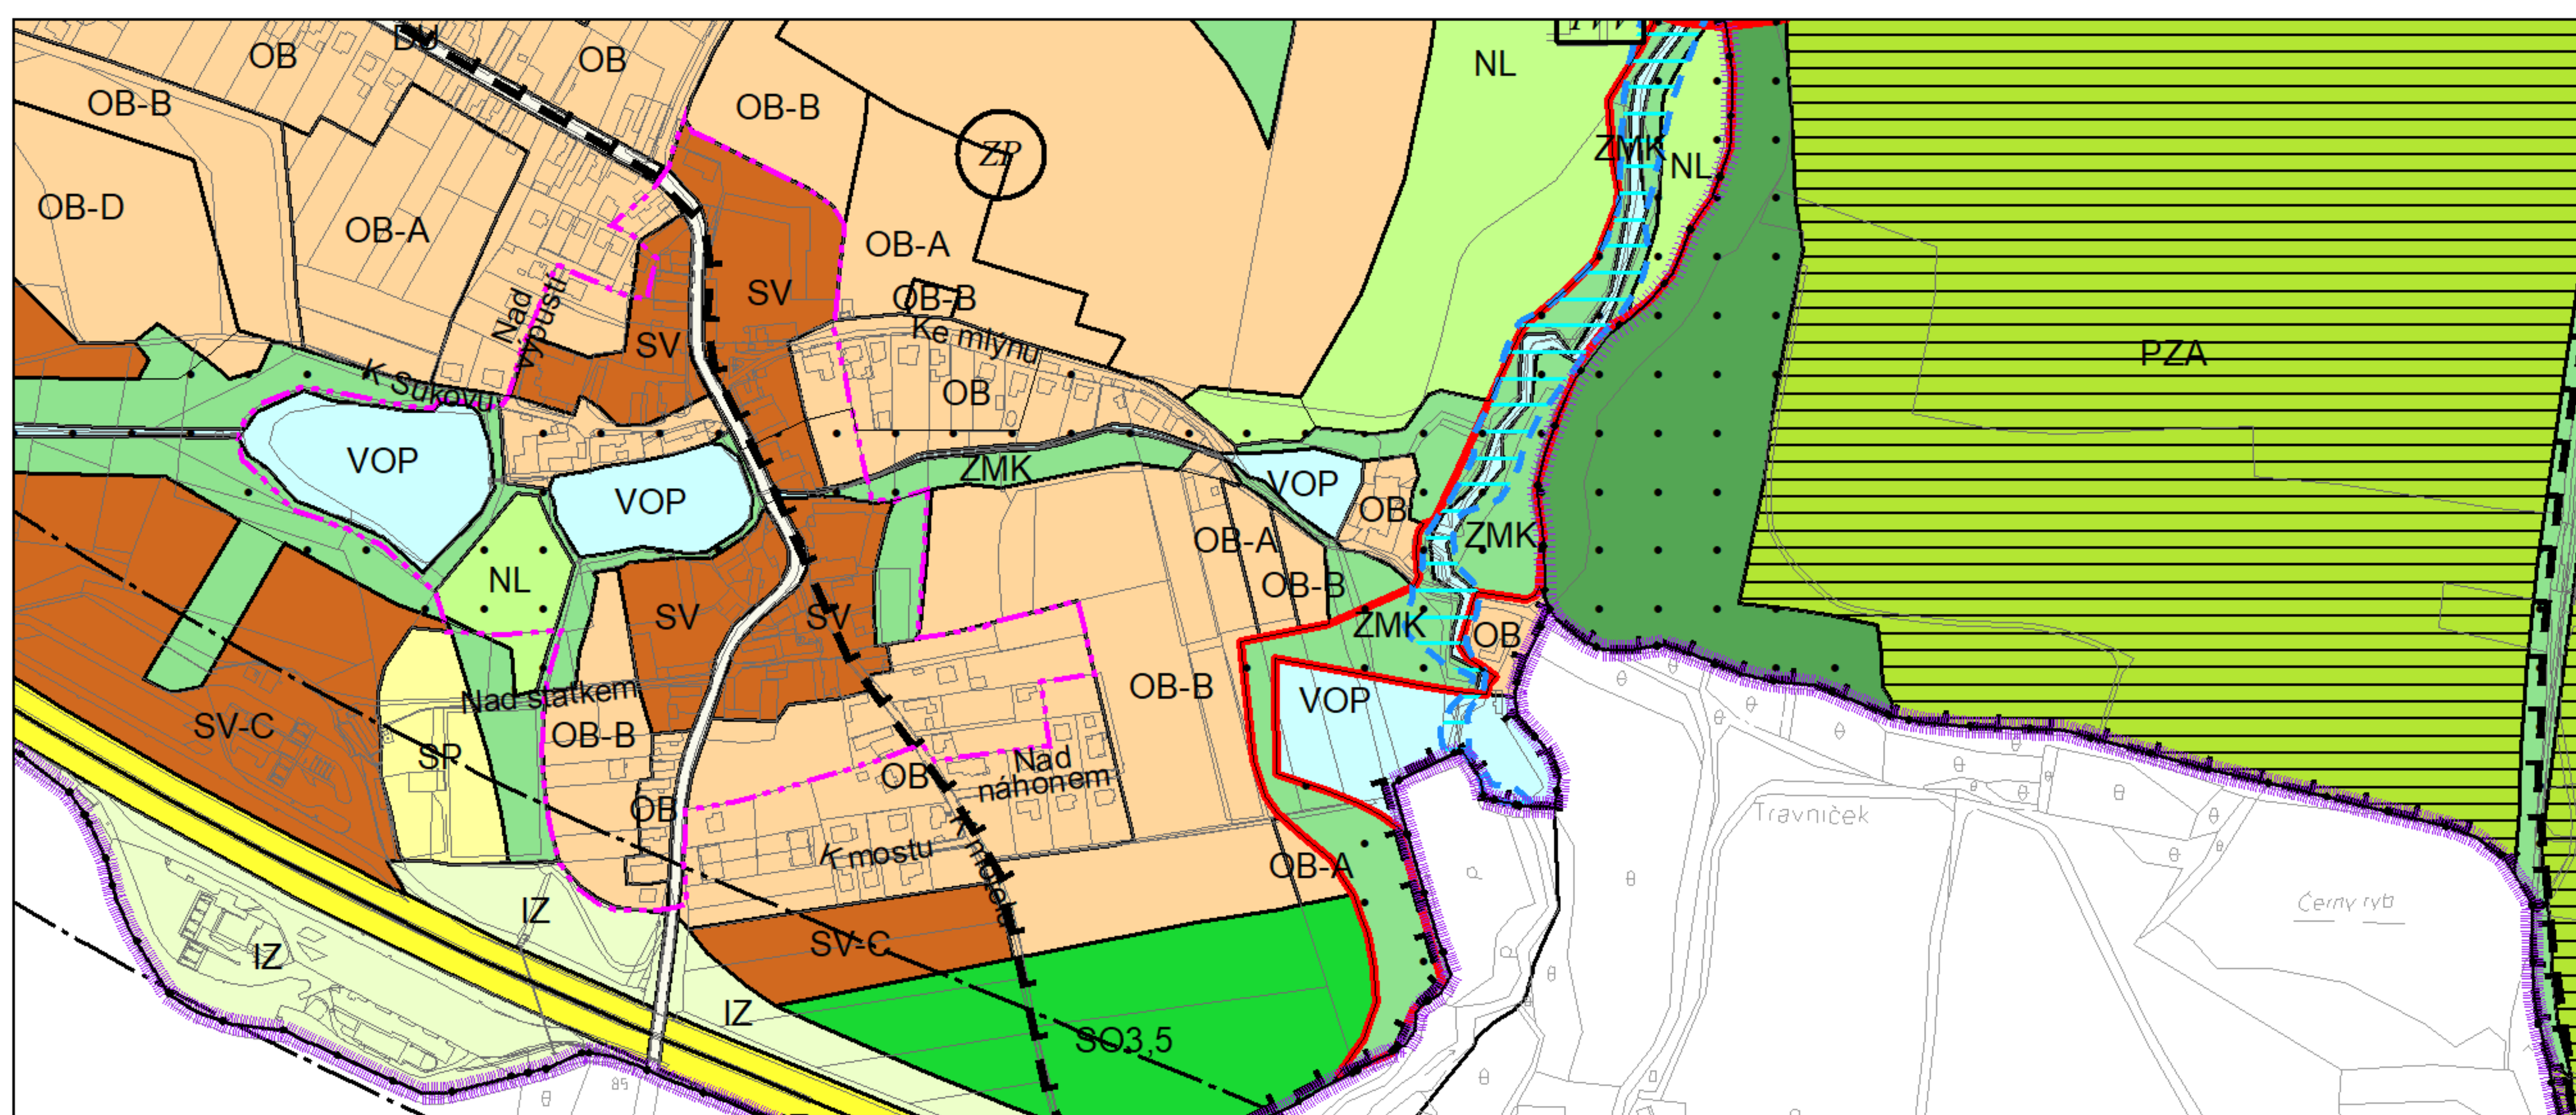 DU
OB
OB
OB-B
OB-B
NL
ZP
ZMK
NL
OB-D
OB-A
OB-A
SV
OB-B
Nad
výpustí
SV
Ke mlýnu
PZA
K Sukovu
OB
VOP
ZMK
VOP
VOP
OB
OB-A
ZMK
NL
OB-B
SV
SV
ZMK
OB
OB-B
Nad statkem
VOP
SV-C
OB-B
SP
OB
Nad
náhonem
OB
Travníček
K mostu
OB-A
Černý ryb
IZ
SV-C
IZ
IZ
SO3,5
85